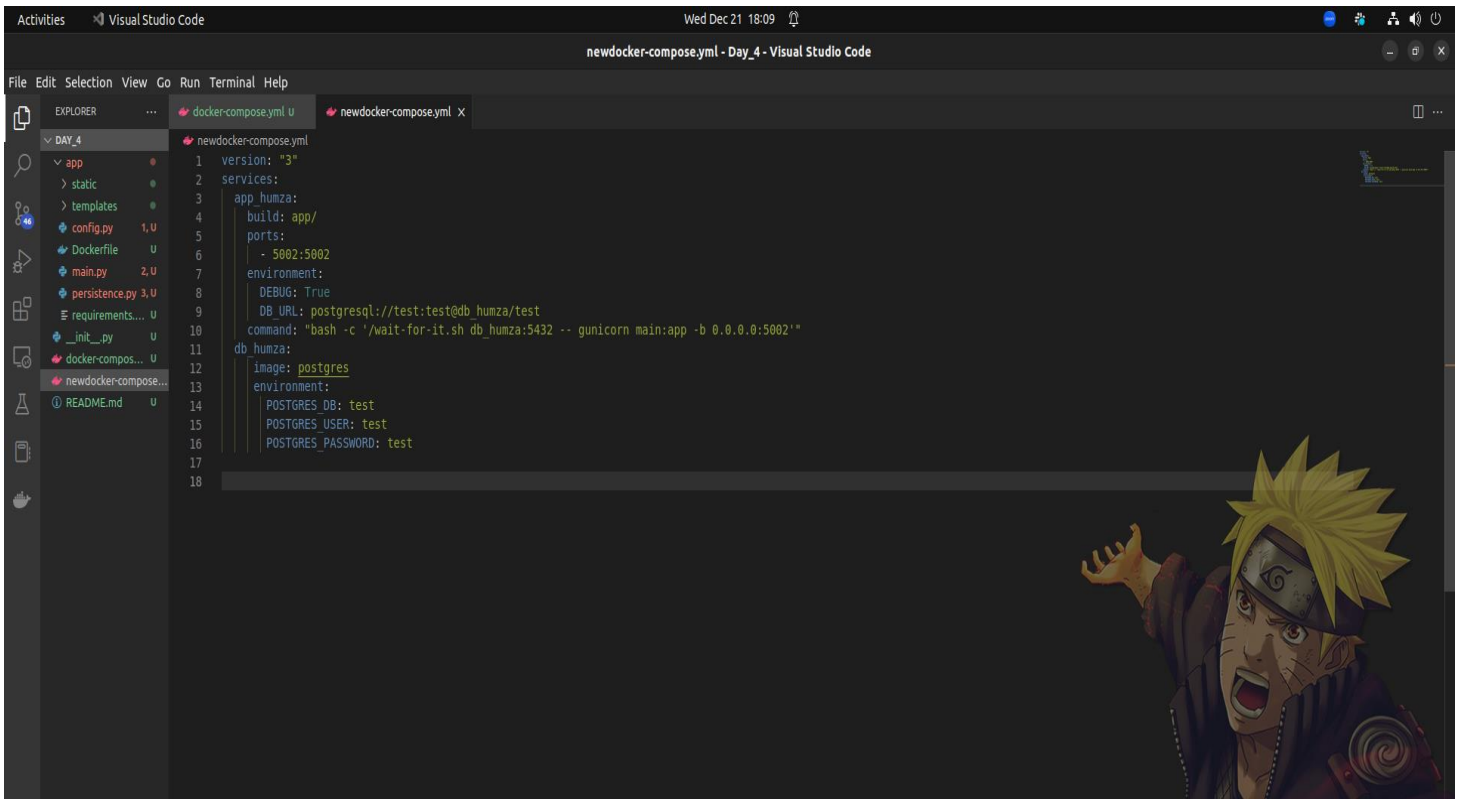 Activities Visual Studio Code Wed Dec 21 18:09
newdocker-compose.yml - Day_4 - Visual Studio Code
File Edit Selection View Go Run Terminal Help
EXPLORER ...
docker-compose.yml U newdocker-compose.yml
DAY_4
app
static
templates
config.py 1, U
Dockerfile U
main.py 2, U
persistence.py 3, U
requirements.... U
__init__.py U
docker-compos... U
newdocker-compose...
README.md U
46
newdocker-compose.yml
1 version: "3"
2 services:
3   app_humza:
4     build: app/
5     ports:
6       - 5002:5002
7     environment:
8       DEBUG: True
9       DB_URL: postgresql://test:test@db_humza/test
10     command: "bash -c '/wait-for-it.sh db_humza:5432 -- gunicorn main:app -b 0.0.0.0:5002'"
11   db_humza:
12      image: postgres
13      environment:
14        POSTGRES_DB: test
15        POSTGRES_USER: test
16        POSTGRES_PASSWORD: test
17
18